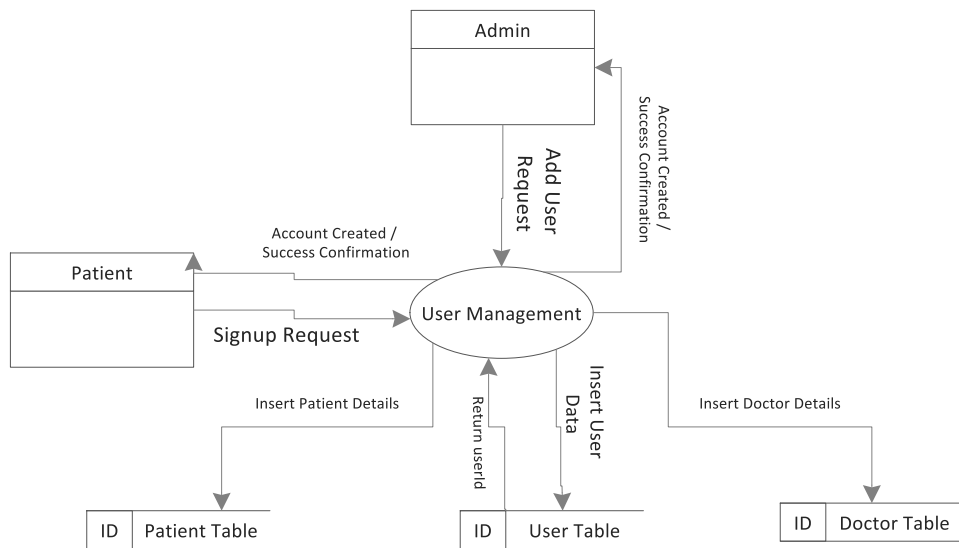 Admin
Account Created /
Success Confirmation
Add User
Request
Account Created /
Success Confirmation
Patient
User Management
Signup Request
Insert Patient Details
Return userId
Insert User
Data
Insert Doctor Details
ID
Patient Table
ID
User Table
ID
Doctor Table